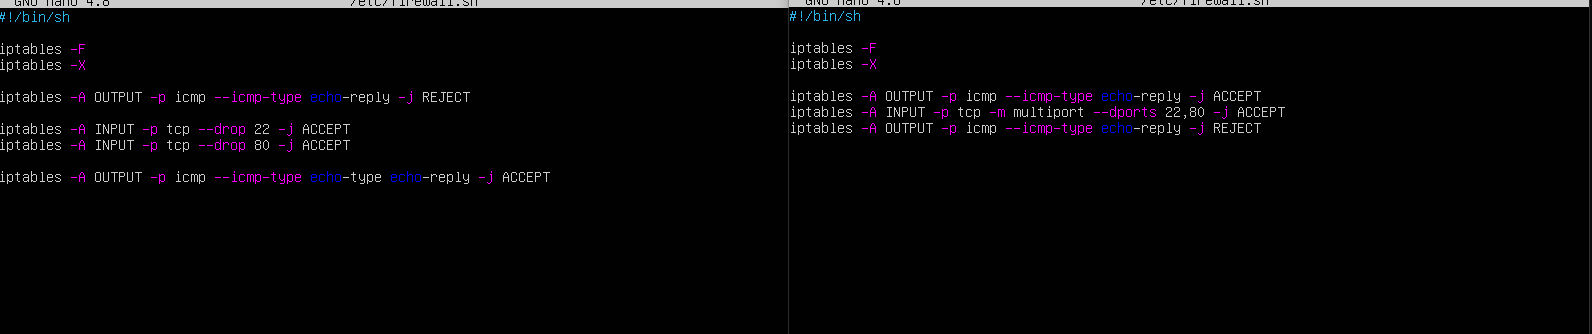 GNU nano 4.8 /etc/firewall.sh
#!/bin/sh
iptables -F
iptables -X
iptables -A OUTPUT -p icmp --icmp-type echo-reply -j REJECT
iptables -A INPUT -p tcp --drop 22 -j ACCEPT
iptables -A INPUT -p tcp --drop 80 -j ACCEPT
iptables -A OUTPUT -p icmp --icmp-type echo-type echo-reply -j ACCEPT
GNU nano 4.8 /etc/firewall.sh
#!/bin/sh
iptables -F
iptables -X
iptables -A OUTPUT -p icmp --icmp-type echo-reply -j ACCEPT
iptables -A INPUT -p tcp -m multiport --dports 22,80 -j ACCEPT
iptables -A OUTPUT -p icmp --icmp-type echo-reply -j REJECT